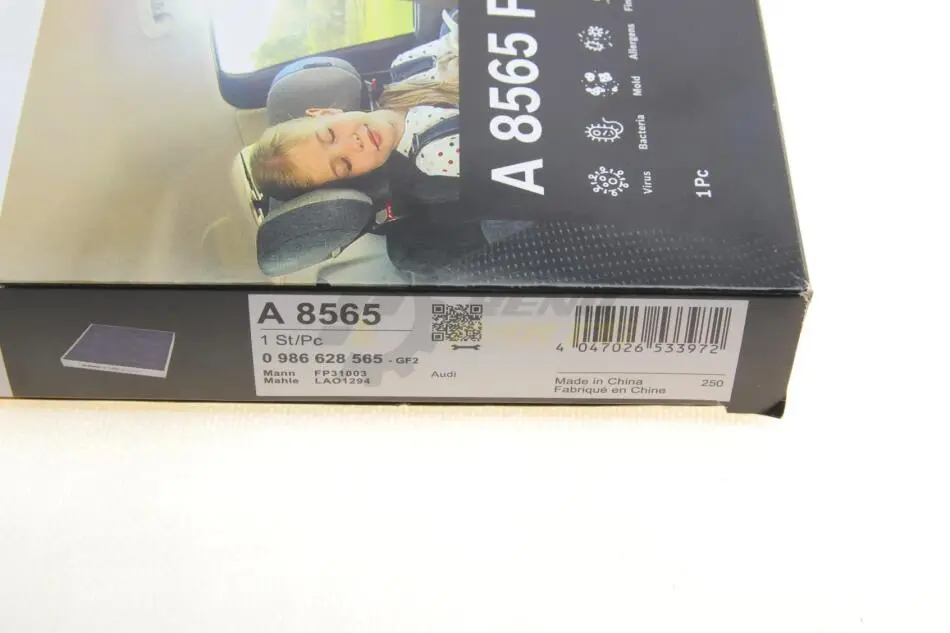 A 8565 F
Virus
Bacteria
Mold
Allergens
1 Pc
A 8565
1 St/Pc
0 986 628 565 - GF2
Mann FP31003
Mahle LAO1294
Audi
4 047026 533972
Made in China
Fabriqué en Chine
250